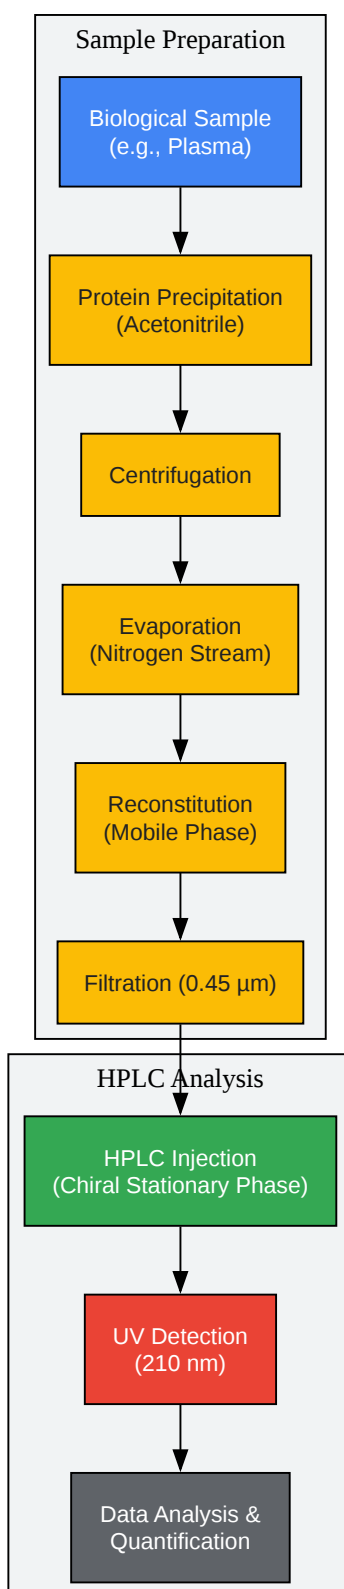 Sample Preparation
Biological Sample
(e.g., Plasma)
Protein Precipitation
(Acetonitrile)
Centrifugation
Evaporation
(Nitrogen Stream)
Reconstitution
(Mobile Phase)
Filtration (0.45 µm)
HPLC Analysis
HPLC Injection
(Chiral Stationary Phase)
UV Detection
(210 nm)
Data Analysis &
Quantification